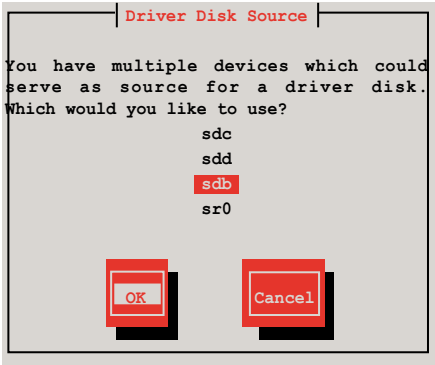 Driver Disk Source
You have multiple devices which could
serve as source for a driver disk.
Which would you like to use?
sdc
sdd
sdb
sr0
OK
Cancel